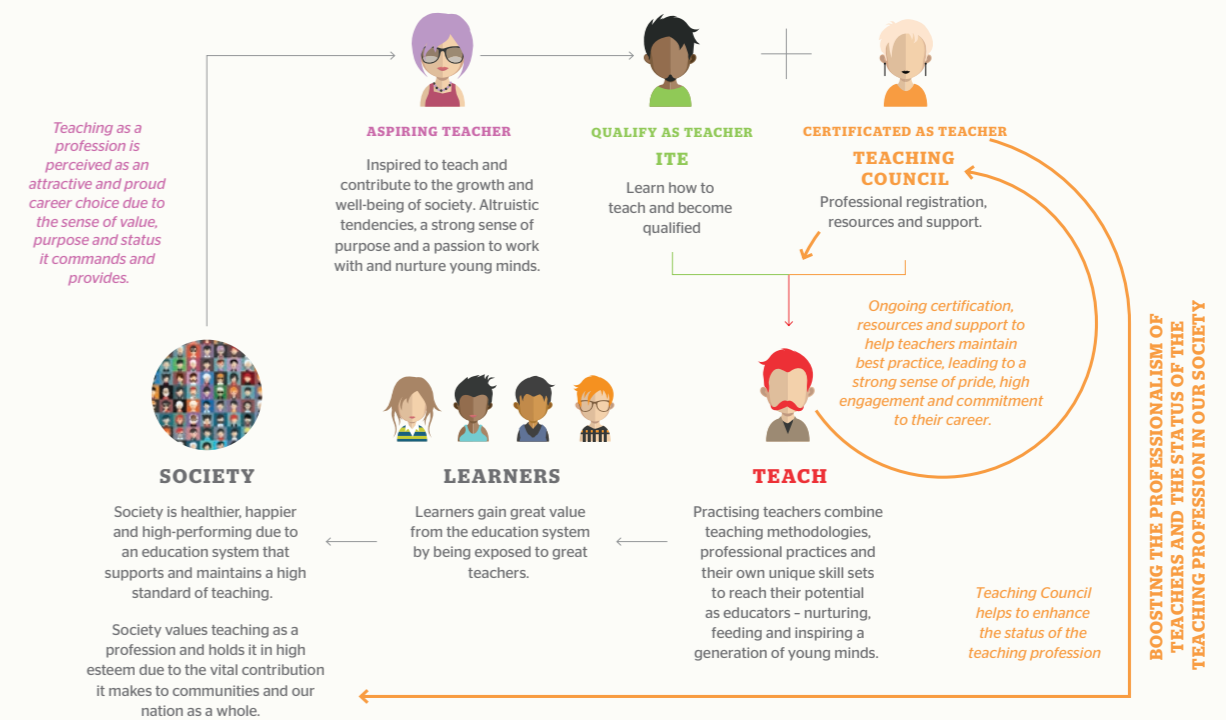 Teaching as a
profession is
perceived as an
attractive and proud
career choice due to
the sense of value,
purpose and status
it commands and
provides.
ASPIRING TEACHER
Inspired to teach and
contribute to the growth and
well-being of society. Altruistic
tendencies, a strong sense of
purpose and a passion to work
with and nurture young minds.
QUALIFY AS TEACHER
ITE
Learn how to
teach and become
qualified
CERTIFICATED AS TEACHER
TEACHING
COUNCIL
Professional registration,
resources and support.
Ongoing certification,
resources and support to
help teachers maintain
best practice, leading to a
strong sense of pride, high
engagement and commitment
to their career.
SOCIETY
Society is healthier, happier
and high-performing due to
an education system that
supports and maintains a high
standard of teaching.
Society values teaching as a
profession and holds it in high
esteem due to the vital contribution
it makes to communities and our
nation as a whole.
LEARNERS
Learners gain great value
from the education system
by being exposed to great
teachers.
TEACH
Practising teachers combine
teaching methodologies,
professional practices and
their own unique skill sets
to reach their potential
as educators – nurturing,
feeding and inspiring a
generation of young minds.
Teaching Council
helps to enhance
the status of the
teaching profession
BOOSTING THE PROFESSIONALISM OF
TEACHERS AND THE STATUS OF THE
TEACHING PROFESSION IN OUR SOCIETY